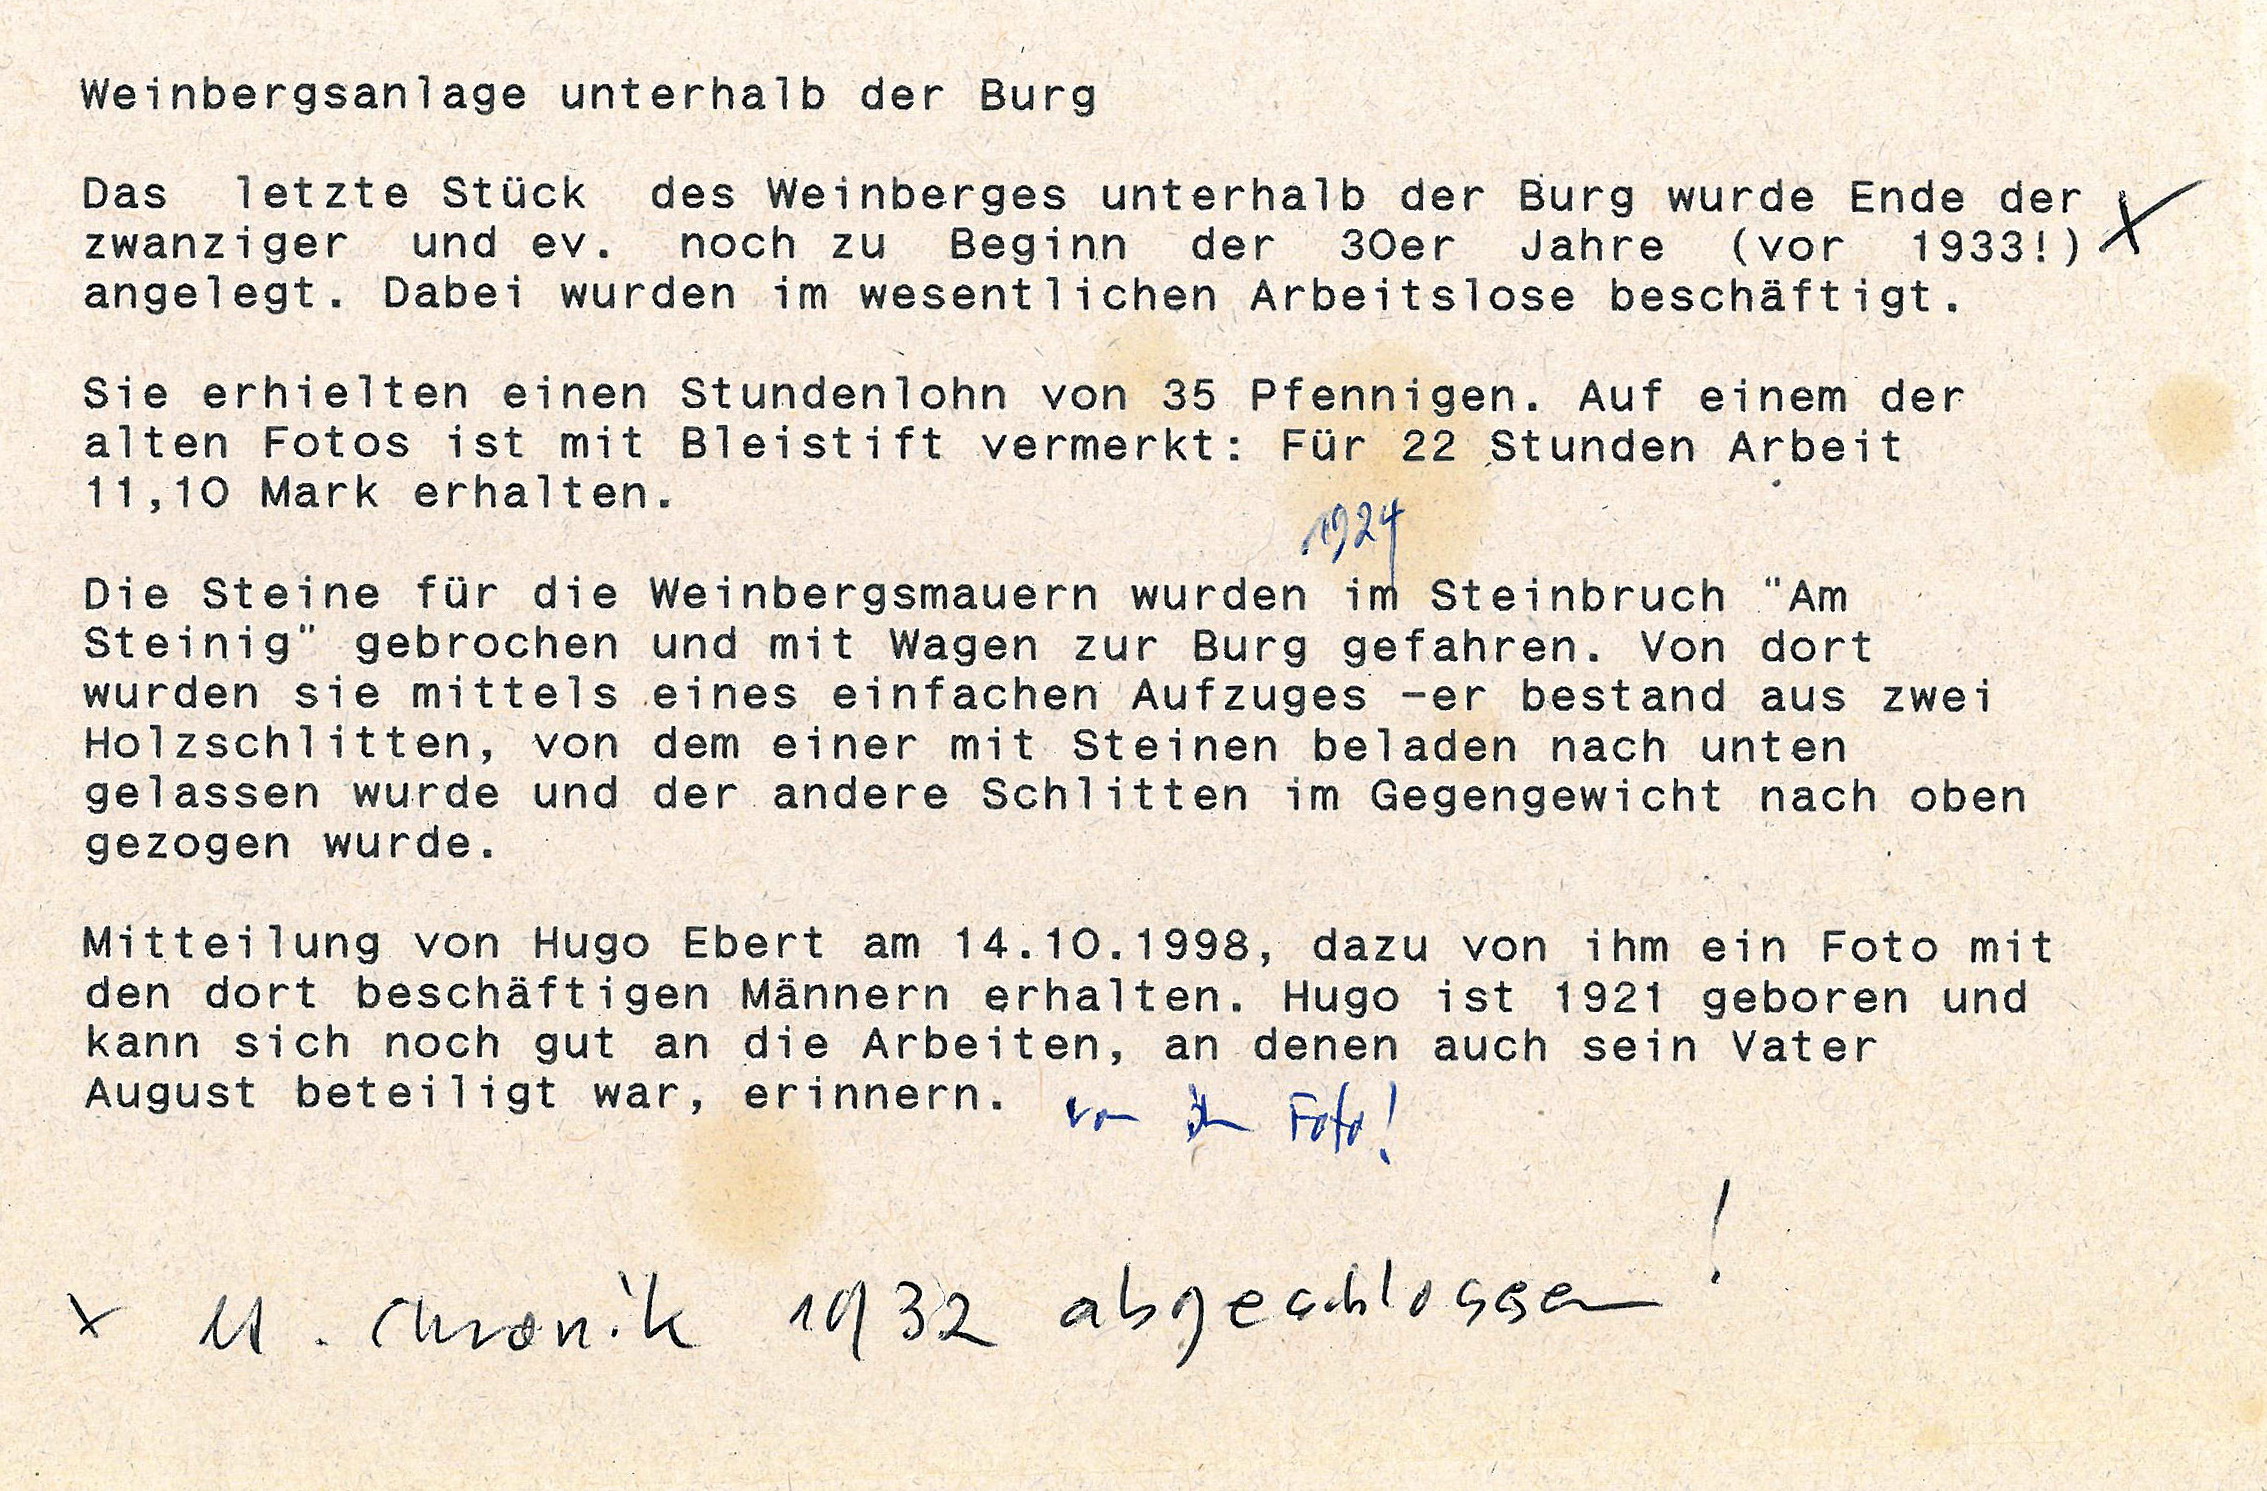 Weinbergsanlage unterhalb der Burg
Das letzte Stück des Weinberges unterhalb der Burg wurde Ende der x
zwanziger und ev. noch zu Beginn der 30er Jahre (vor 1933!)
angelegt. Dabei wurden im wesentlichen Arbeitslose beschäftigt.
Sie erhielten einen Stundenlohn von 35 Pfennigen. Auf einem der
alten Fotos ist mit Bleistift vermerkt: Für 22 Stunden Arbeit
11,10 Mark erhalten.
1924
Die Steine für die Weinbergsmauern wurden im Steinbruch "Am
Steinig" gebrochen und mit Wagen zur Burg gefahren. Von dort
wurden sie mittels eines einfachen Aufzuges -er bestand aus zwei
Holzschlitten, von dem einer mit Steinen beladen nach unten
gelassen wurde und der andere Schlitten im Gegengewicht nach oben
gezogen wurde.
Mitteilung von Hugo Ebert am 14.10.1998, dazu von ihm ein Foto mit
den dort beschäftigen Männern erhalten. Hugo ist 1921 geboren und
kann sich noch gut an die Arbeiten, an denen auch sein Vater
August beteiligt war, erinnern.
von ihm Foto!
x lt. Chronik 1932 abgeschlossen!